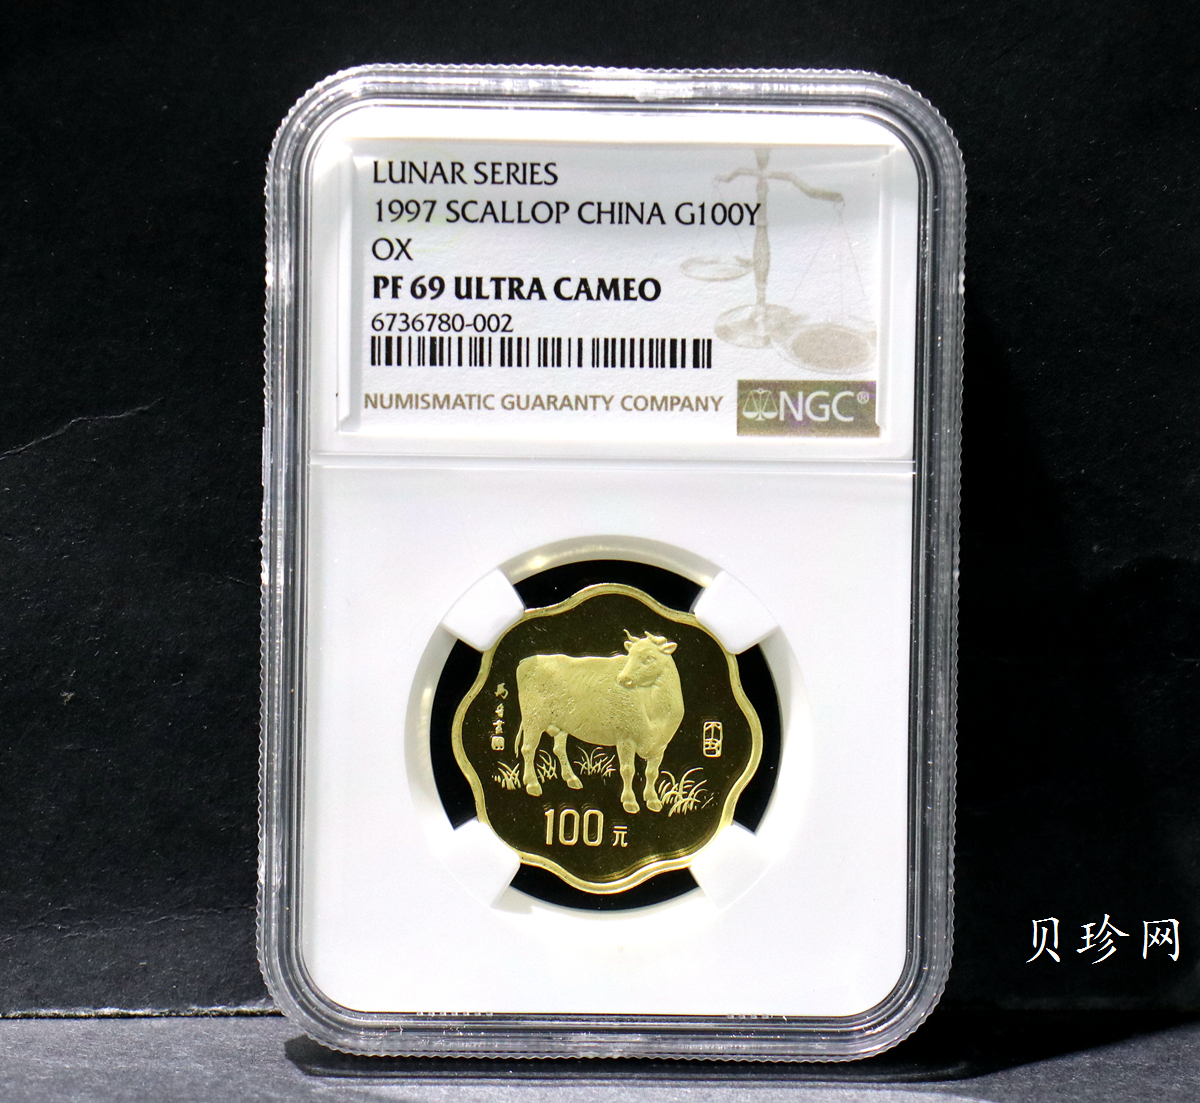 LUNAR SERIES
1997 SCALLOP CHINA G100Y
OX
PF 69 ULTRA CAMEO
6736780-002
NUMISMATIC GUARANTY COMPANY
NGC®
100元
贝珍网